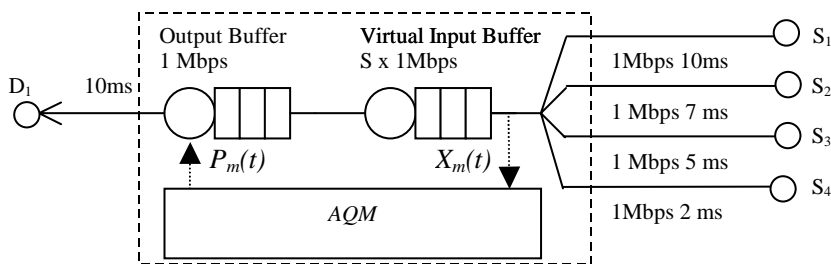 Output Buffer
1 Mbps
Virtual Input Buffer
S x 1Mbps
S1
1Mbps 10ms
D1
10ms
S2
1 Mbps 7 ms
Pm(t)
Xm(t)
S3
1 Mbps 5 ms
S4
AQM
1Mbps 2 ms